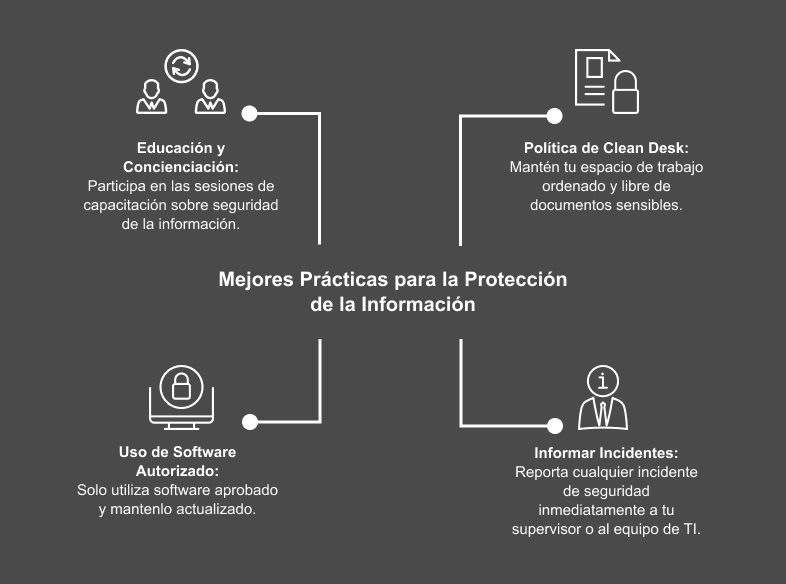 Educación y
Concienciación:
Participa en las sesiones de
capacitación sobre seguridad
de la información.
Política de Clean Desk:
Mantén tu espacio de trabajo
ordenado y libre de
documentos sensibles.
Mejores Prácticas para la Protección
de la Información
Uso de Software
Autorizado:
Solo utiliza software aprobado
y mantenlo actualizado.
i
Informar Incidentes:
Reporta cualquier incidente
de seguridad
inmediatamente a tu
supervisor o al equipo de TI.